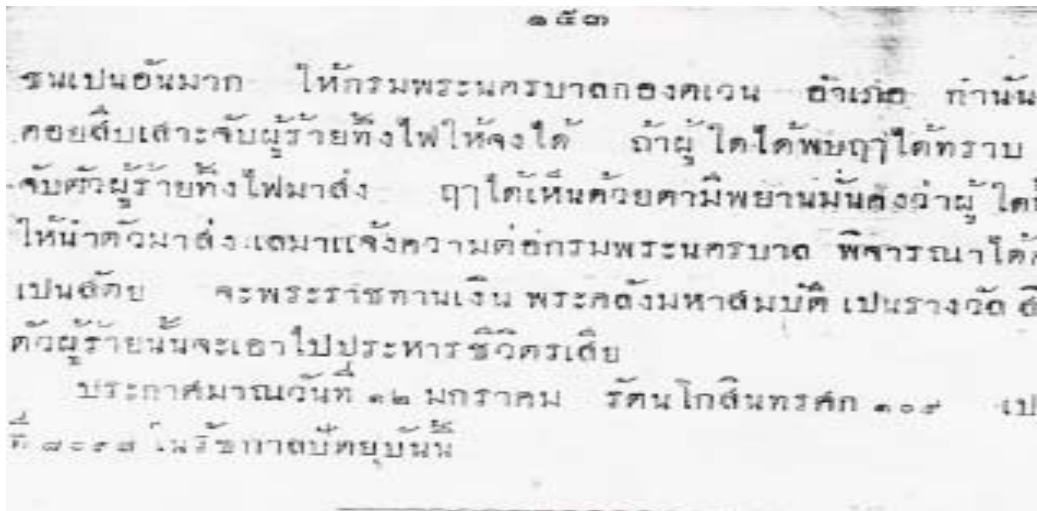 ๑๕๓
ชนเปนอันมาก ให้กรมพระนครบาลกองตเวน อำเภอ กำนัน
คอยสืบเสาะจับผู้ร้ายทิ้งไฟให้จงได้ ถ้าผู้ใดได้พบฤๅได้ทราบ
จับตัวผู้ร้ายทิ้งไฟมาส่ง ฤๅได้เห็นด้วยตามีพยานมั่นคงว่าผู้ใด
ให้นำตัวมาส่ง แลมาแจ้งความต่อกรมพระนครบาล พิจารณาได้
เปนสัตย จะพระราชทานเงิน พระคลังมหาสมบัติ เปนรางวัล
ตัวผู้ร้ายนั้นจะเอาไปประหารชีวิตรเสีย
ประกาศมาณวันที่ ๑๒ มกราคม รัตนโกสินทรศก ๑๐๙ เป
ที่ ในรัชกาลปัตยุบันนี้